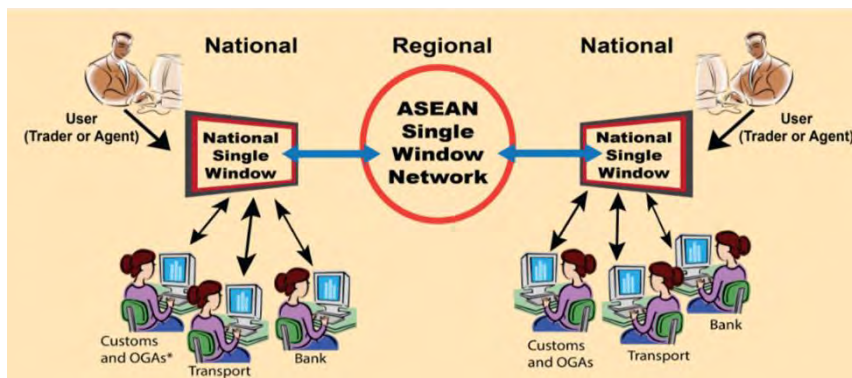 National
Regional
National
User
(Trader or Agent)
National
Single
Window
ASEAN
Single
Window
Network
National
Single
Window
User
(Trader or Agent)
Customs
and OGAs*
Transport
Bank
Customs
and OGAs
Transport
Bank